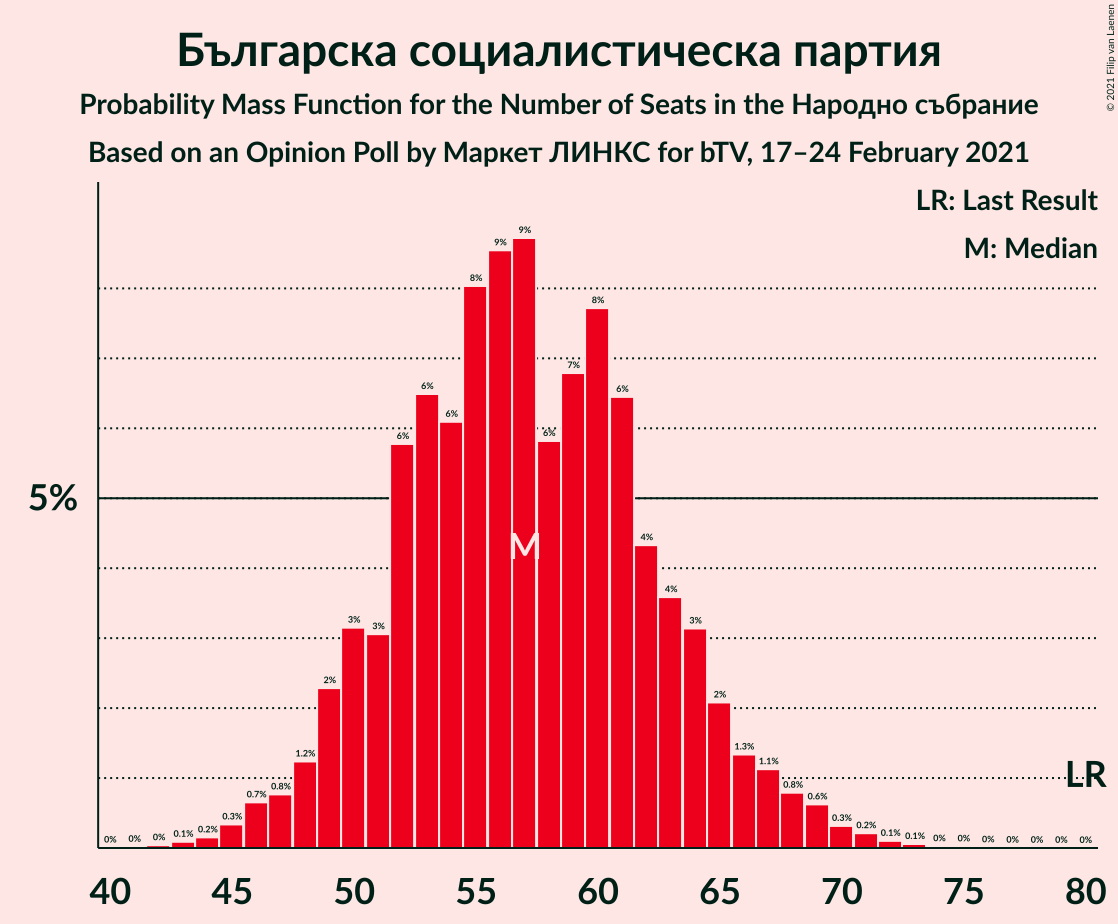 Българска социалистическа партия
Probability Mass Function for the Number of Seats in the Народно събрание
Based on an Opinion Poll by Маркет ЛИНКС for bTV, 17–24 February 2021
© 2021 Filip van Laenen
LR: Last Result
M: Median
5%
0% 0% 0% 0.1% 0.2% 0.3% 0.7% 0.8% 1.2% 2% 3% 3% 6% 6% 6% 8% 9% 9% 6% 7% 8% 6% 4% 4% 3% 2% 1.3% 1.1% 0.8% 0.6% 0.3% 0.2% 0.1% 0.1% 0% 0% 0% 0% 0% 0% 0%
M
LR
40 45 50 55 60 65 70 75 80